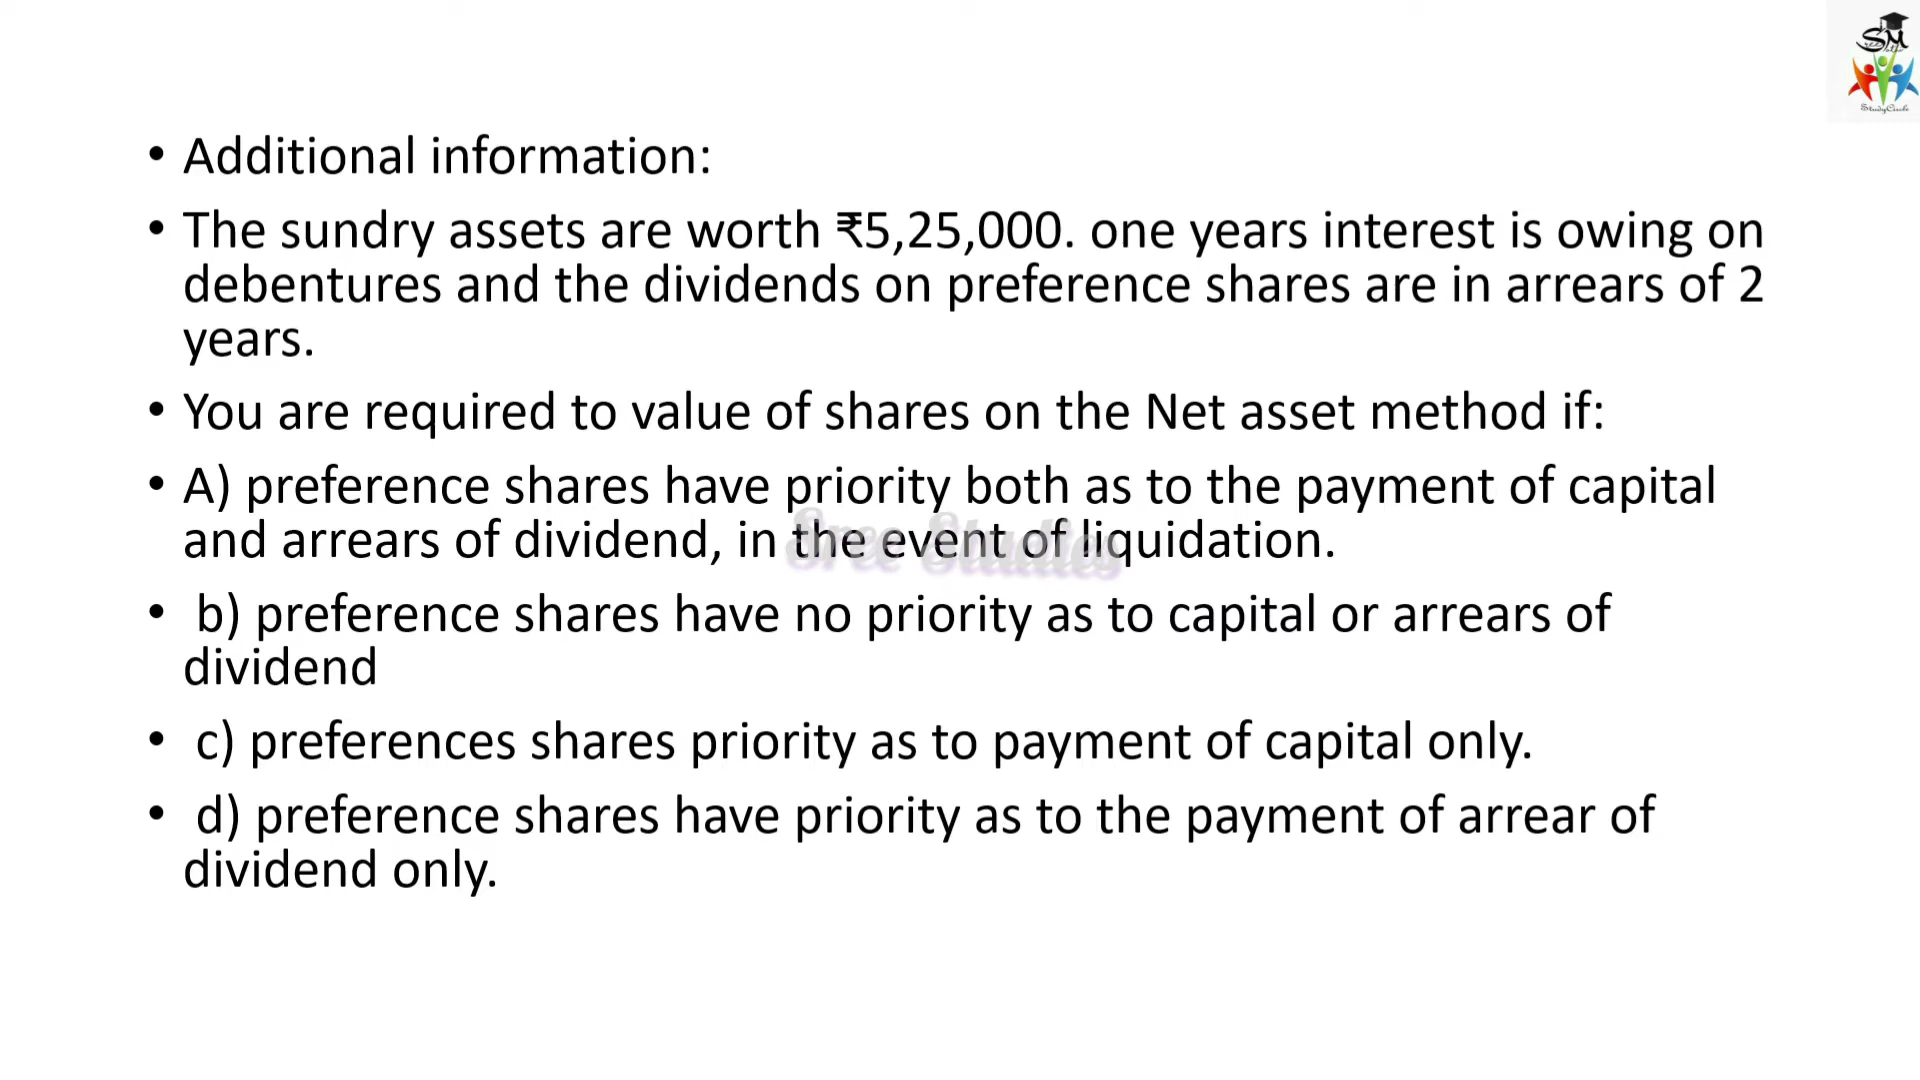 SM
StudyCircle
• Additional information:
• The sundry assets are worth ₹5,25,000. one years interest is owing on
debentures and the dividends on preference shares are in arrears of 2
years.
• You are required to value of shares on the Net asset method if:
• A) preference shares have priority both as to the payment of capital
and arrears of dividend, in the event of liquidation.
Sree Studies
• b) preference shares have no priority as to capital or arrears of
dividend
• c) preferences shares priority as to payment of capital only.
• d) preference shares have priority as to the payment of arrear of
dividend only.